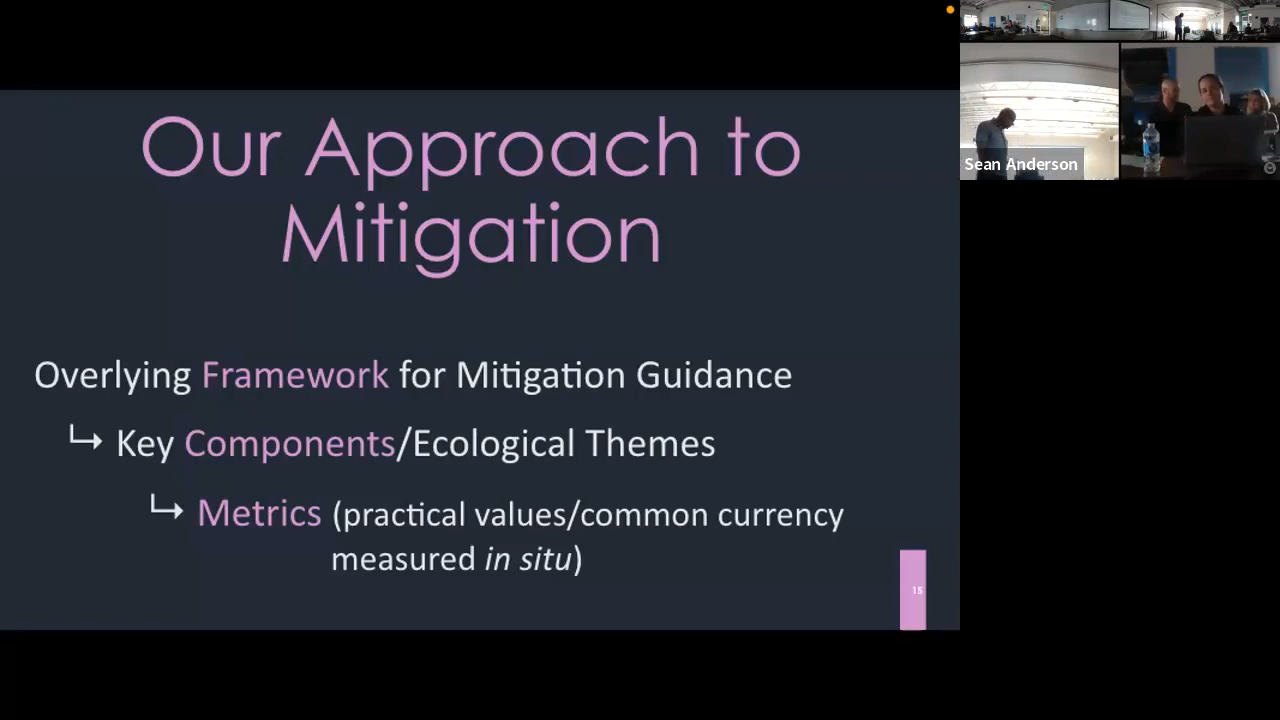 Our Approach to
Mitigation
Overlying Framework for Mitigation Guidance
↳ Key Components/Ecological Themes
↳ Metrics (practical values/common currency
measured in situ)
15
Sean Anderson